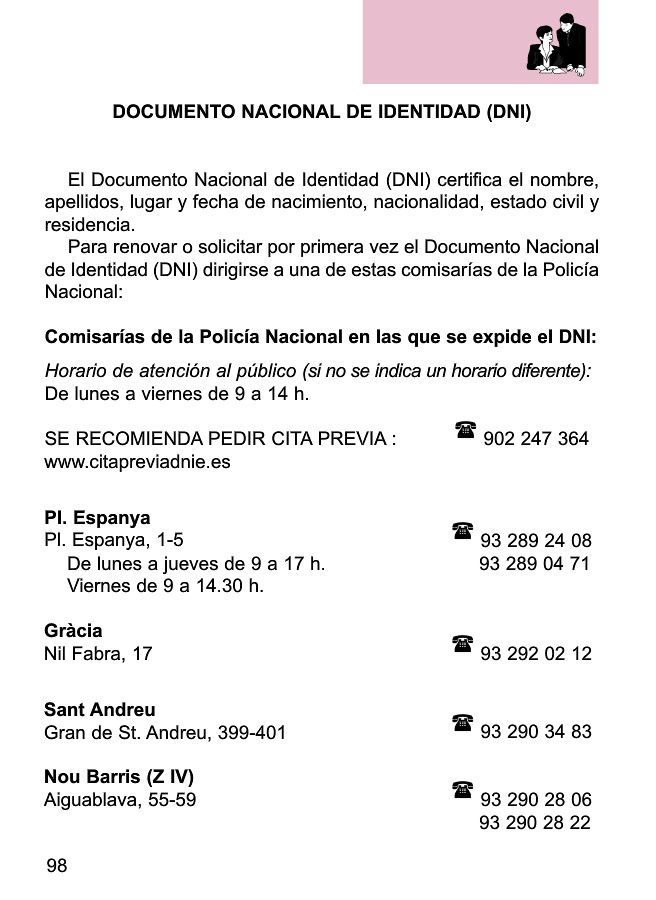 DOCUMENTO NACIONAL DE IDENTIDAD (DNI)
El Documento Nacional de Identidad (DNI) certifica el nombre,
apellidos, lugar y fecha de nacimiento, nacionalidad, estado civil y
residencia.
Para renovar o solicitar por primera vez el Documento Nacional
de Identidad (DNI) dirigirse a una de estas comisarías de la Policía
Nacional:
Comisarías de la Policía Nacional en las que se expide el DNI:
Horario de atención al público (si no se indica un horario diferente):
De lunes a viernes de 9 a 14 h.
SE RECOMIENDA PEDIR CITA PREVIA : ☎ 902 247 364
www.citapreviadnie.es
Pl. Espanya
Pl. Espanya, 1-5 ☎ 93 289 24 08
De lunes a jueves de 9 a 17 h. 93 289 04 71
Viernes de 9 a 14.30 h.
Gràcia
Nil Fabra, 17 ☎ 93 292 02 12
Sant Andreu
Gran de St. Andreu, 399-401 ☎ 93 290 34 83
Nou Barris (Z IV)
Aiguablava, 55-59 ☎ 93 290 28 06
93 290 28 22
98